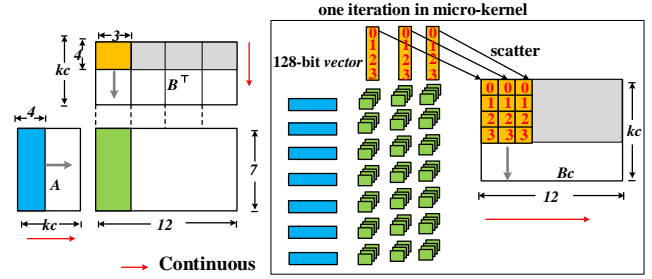 one iteration in micro-kernel
3
4
kc
B⊤
4
A
kc
7
12
Continuous
128-bit vector
0 0 0
1 1 1
2 2 2
3 3 3
scatter
0 0 0
1 1 1
2 2 2
3 3 3
kc
Bc
12